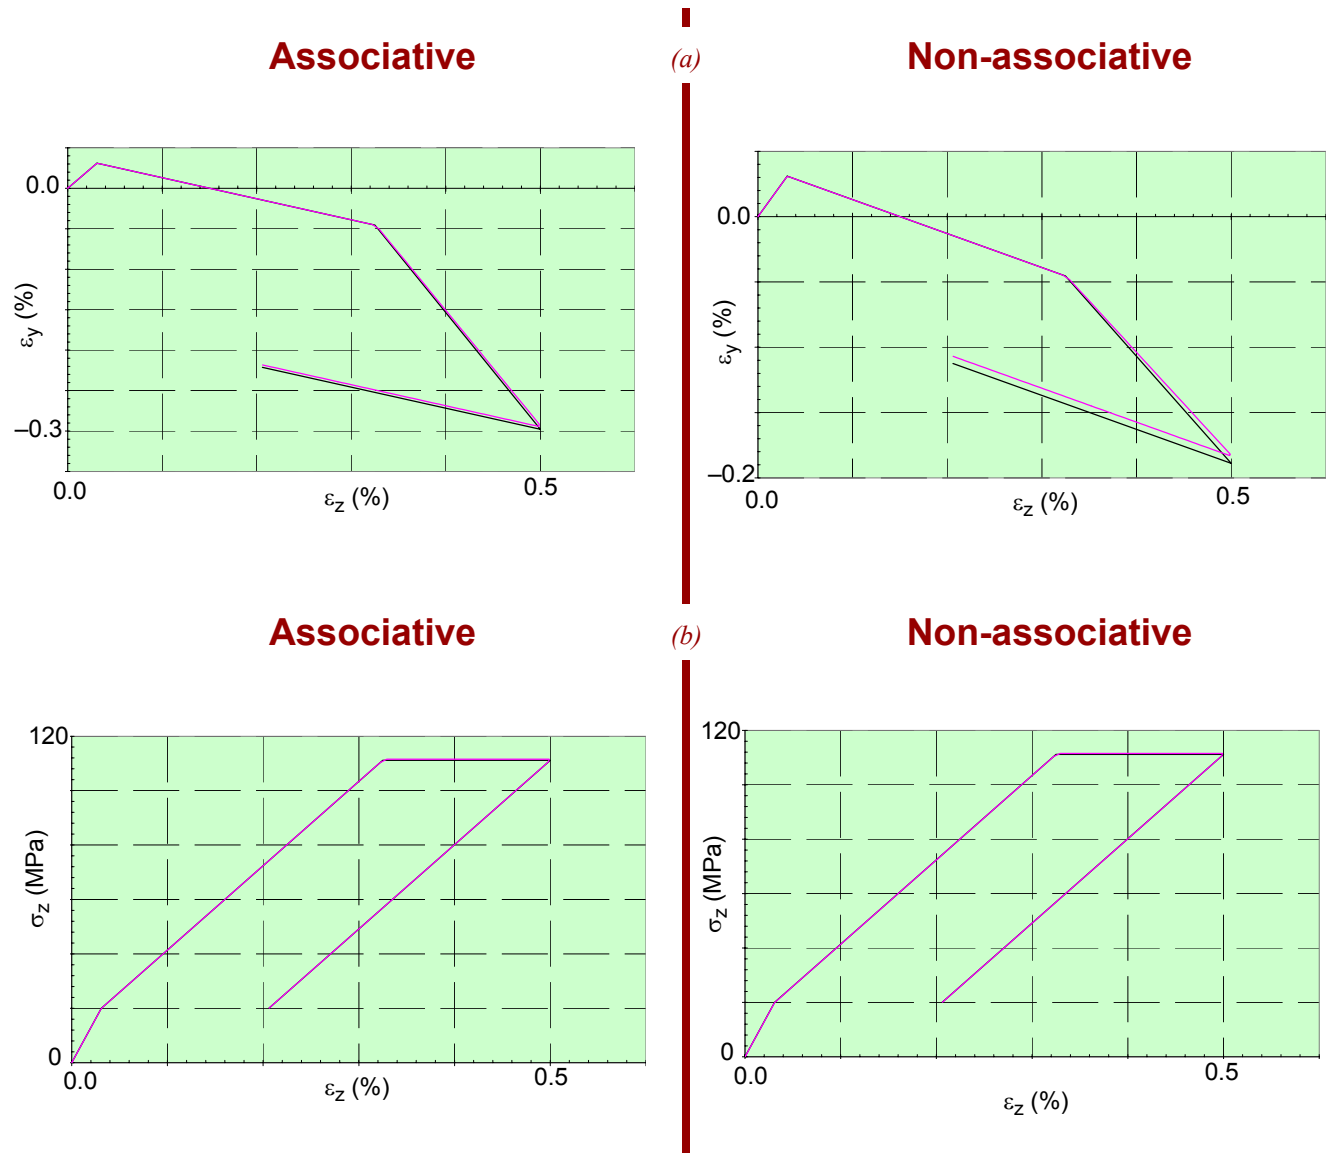 Associative
(a)
Non-associative
0.0
εy (%)
–0.3
0.0
εz (%)
0.5
0.0
εy (%)
–0.2
0.0
εz (%)
0.5
Associative
(b)
Non-associative
120
σz (MPa)
0
0.0
εz (%)
0.5
120
σz (MPa)
0
0.0
εz (%)
0.5